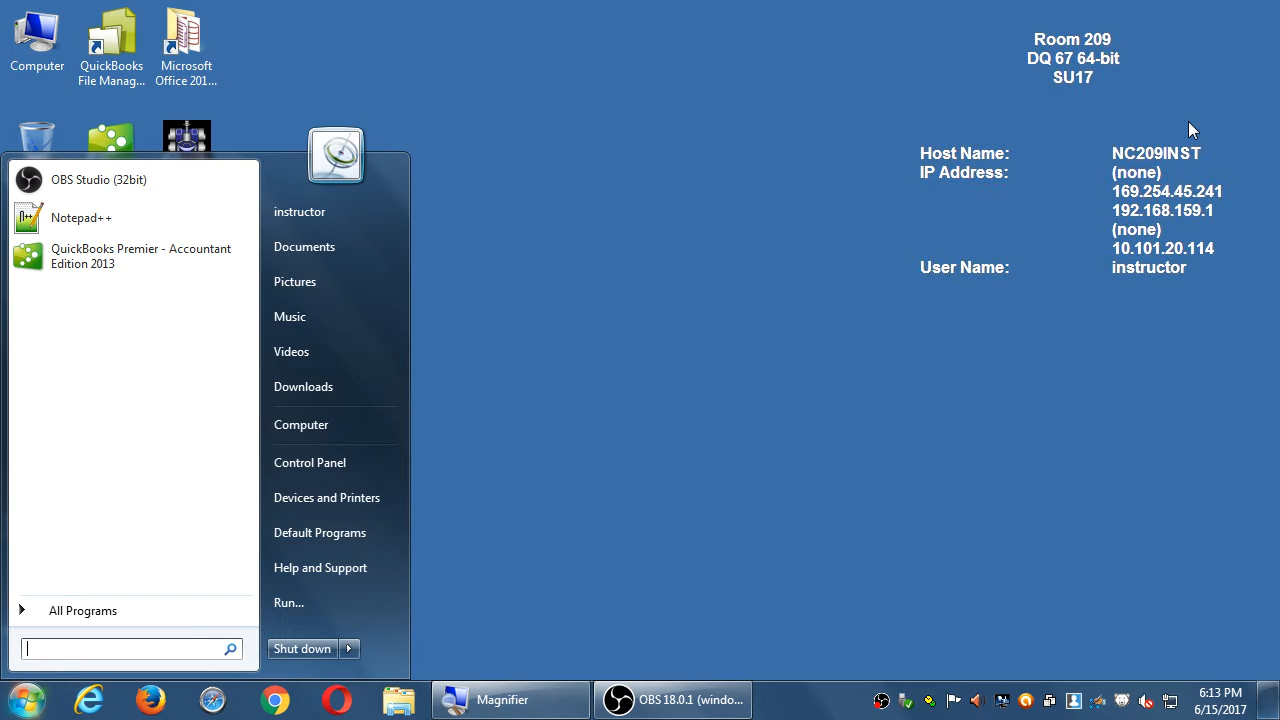 Computer
QuickBooks
File Manag...
Microsoft
Office 201...
Room 209
DQ 67 64-bit
SU17
Host Name:
NC209INST
IP Address:
(none)
169.254.45.241
192.168.159.1
(none)
10.101.20.114
User Name:
instructor
OBS Studio (32bit)
Notepad++
QuickBooks Premier - Accountant
Edition 2013
All Programs
instructor
Documents
Pictures
Music
Videos
Downloads
Computer
Control Panel
Devices and Printers
Default Programs
Help and Support
Run...
Shut down
Magnifier
OBS 18.0.1 (windo...
6:13 PM
6/15/2017